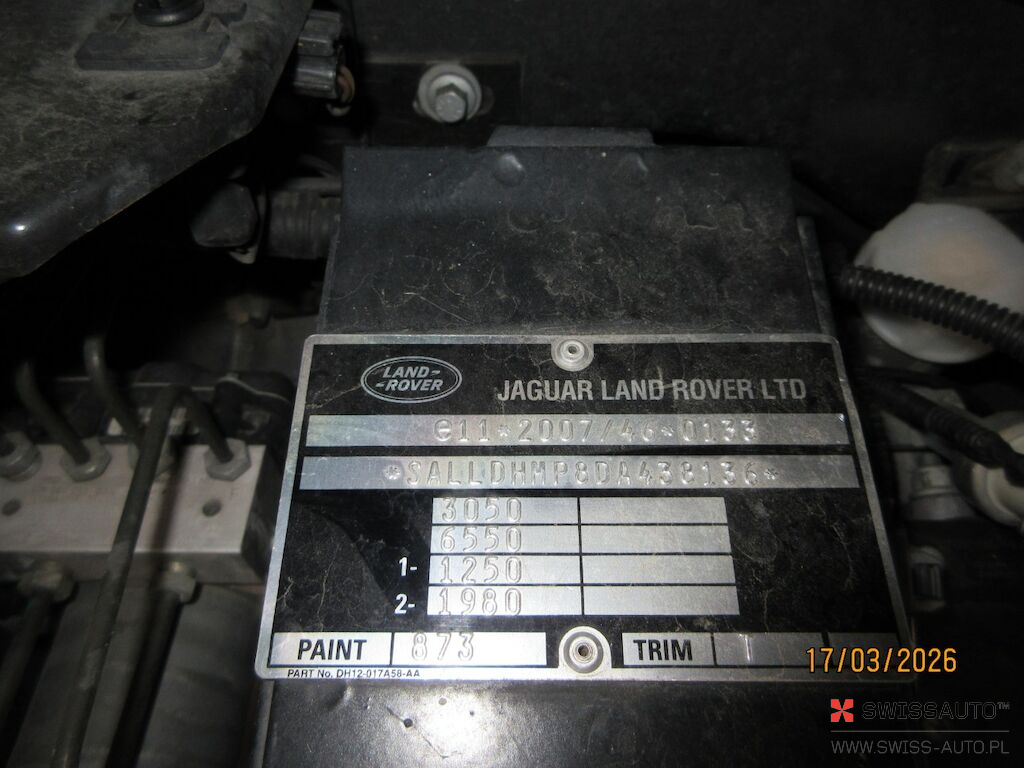 LAND-
-ROVER
JAGUAR LAND ROVER LTD
e11*2007/46*0133
*SALLDHMP8DA438136*
3050
6550
1- 1250
2- 1980
PAINT 873 TRIM T
PART No. DH12-017A58-AA
17/03/2026
SWISSAUTO™
WWW.SWISS-AUTO.PL